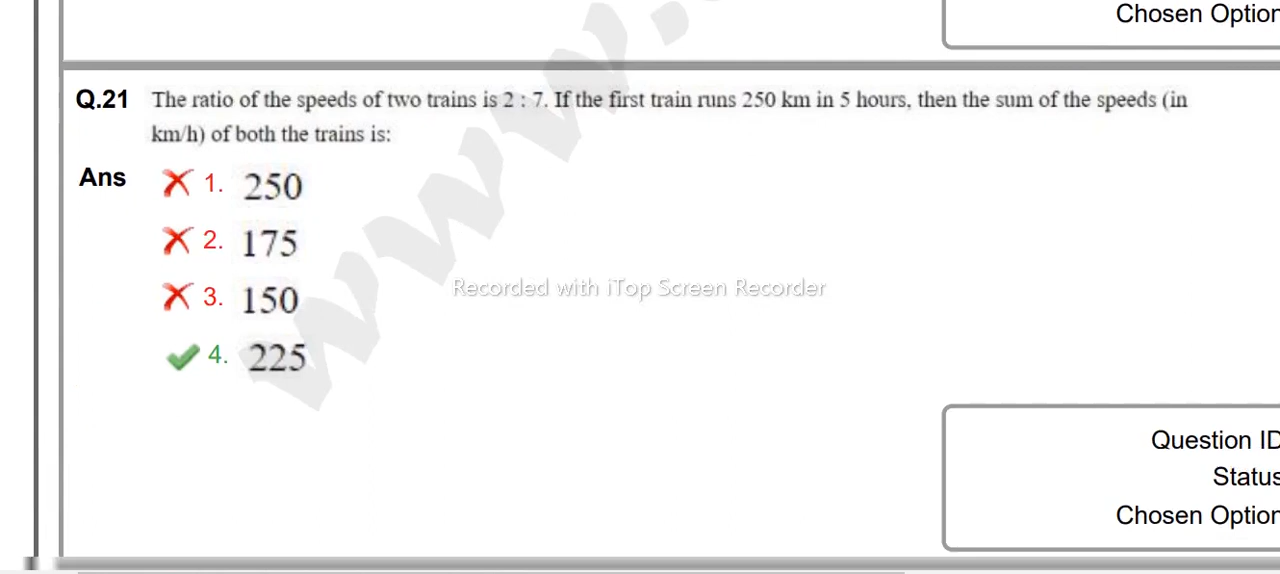 Chosen Option
Q.21 The ratio of the speeds of two trains is 2 : 7. If the first train runs 250 km in 5 hours, then the sum of the speeds (in
km/h) of both the trains is:
Ans 1. 250
2. 175
Recorded with iTop Screen Recorder
3. 150
4. 225
www.
Question ID
Status
Chosen Option